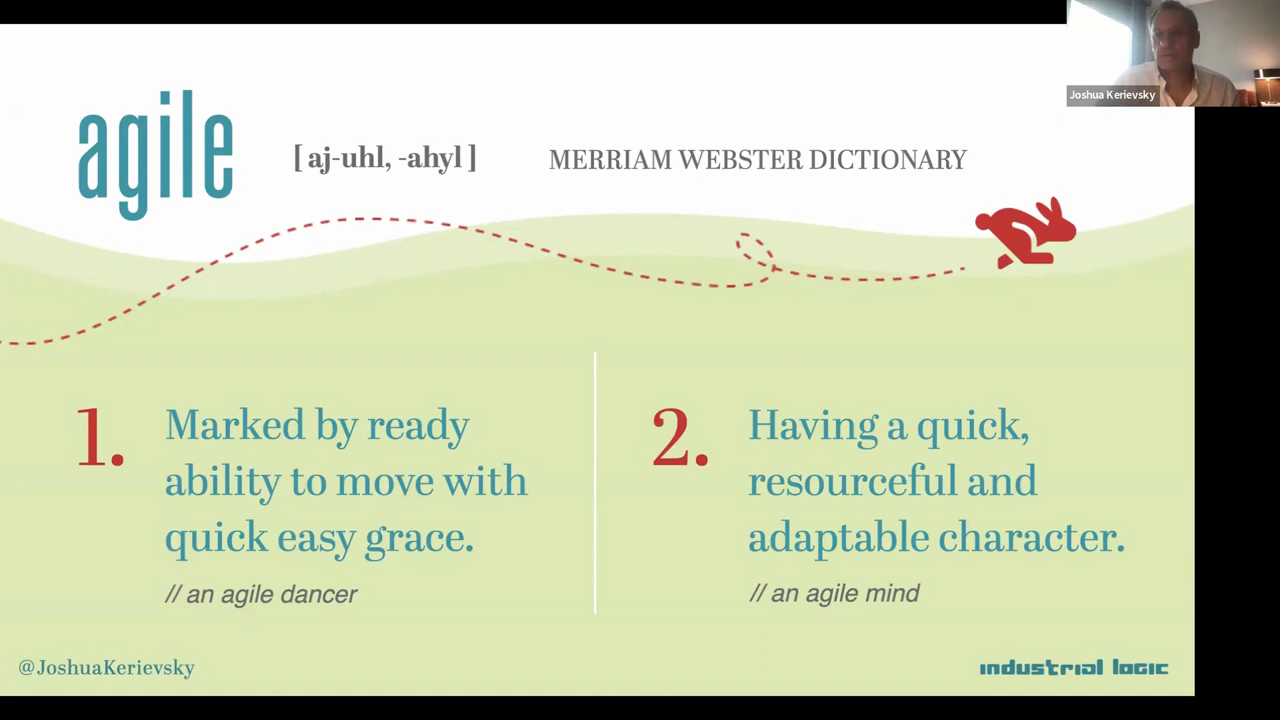 Joshua Kerievsky
agile
[ aj-uhl, -ahyl ]
MERRIAM WEBSTER DICTIONARY
1.
Marked by ready
ability to move with
quick easy grace.
// an agile dancer
2.
Having a quick,
resourceful and
adaptable character.
// an agile mind
@JoshuaKerievsky
industrial logic